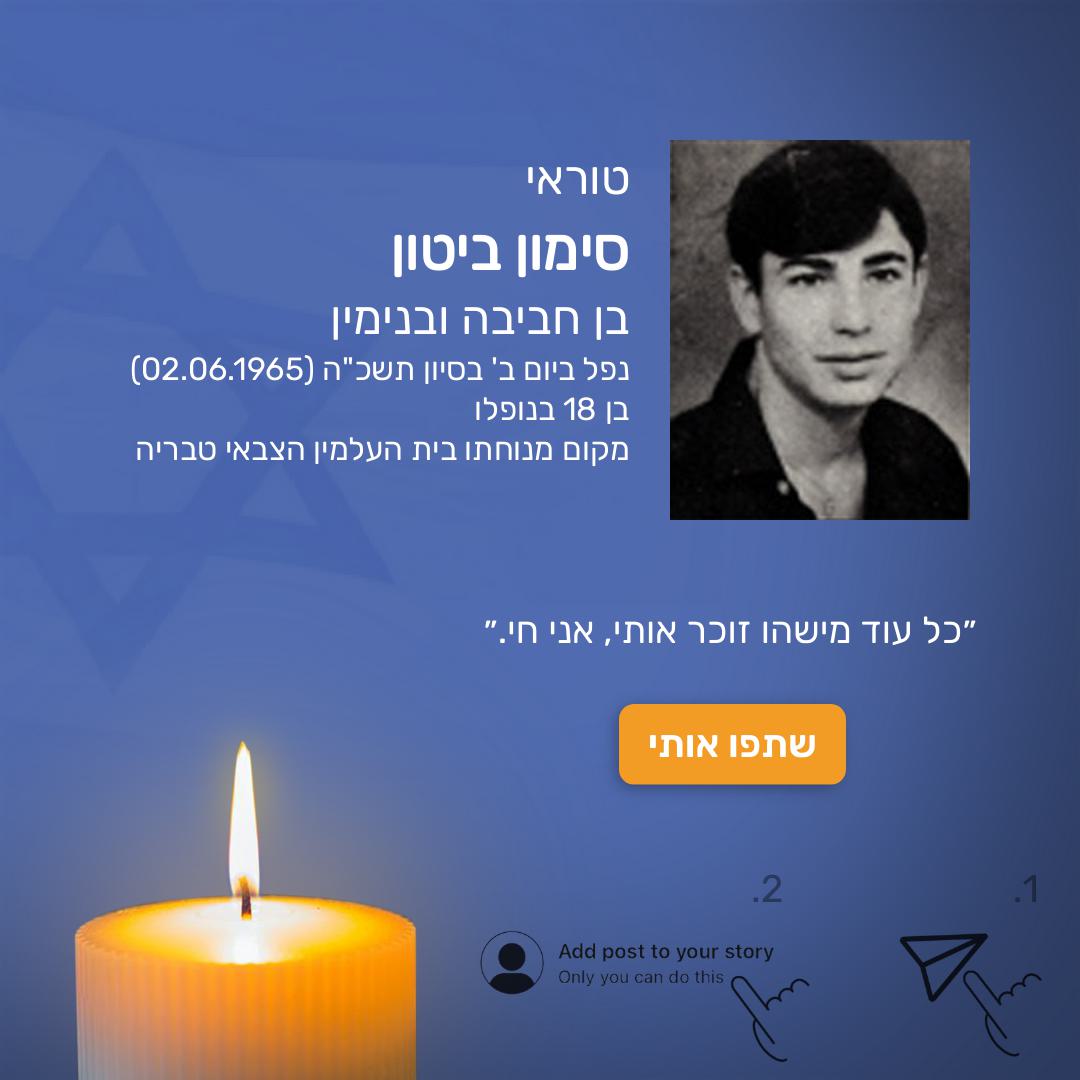 טוראי
סימון ביטון
בן חביבה ובנימין
נפל ביום ב' בסיון תשכ"ה (02.06.1965)
בן 18 בנופלו
מקום מנוחתו בית העלמין הצבאי טבריה
״כל עוד מישהו זוכר אותי, אני חי.״
שתפו אותי
1.
2.
Add post to your story
Only you can do this